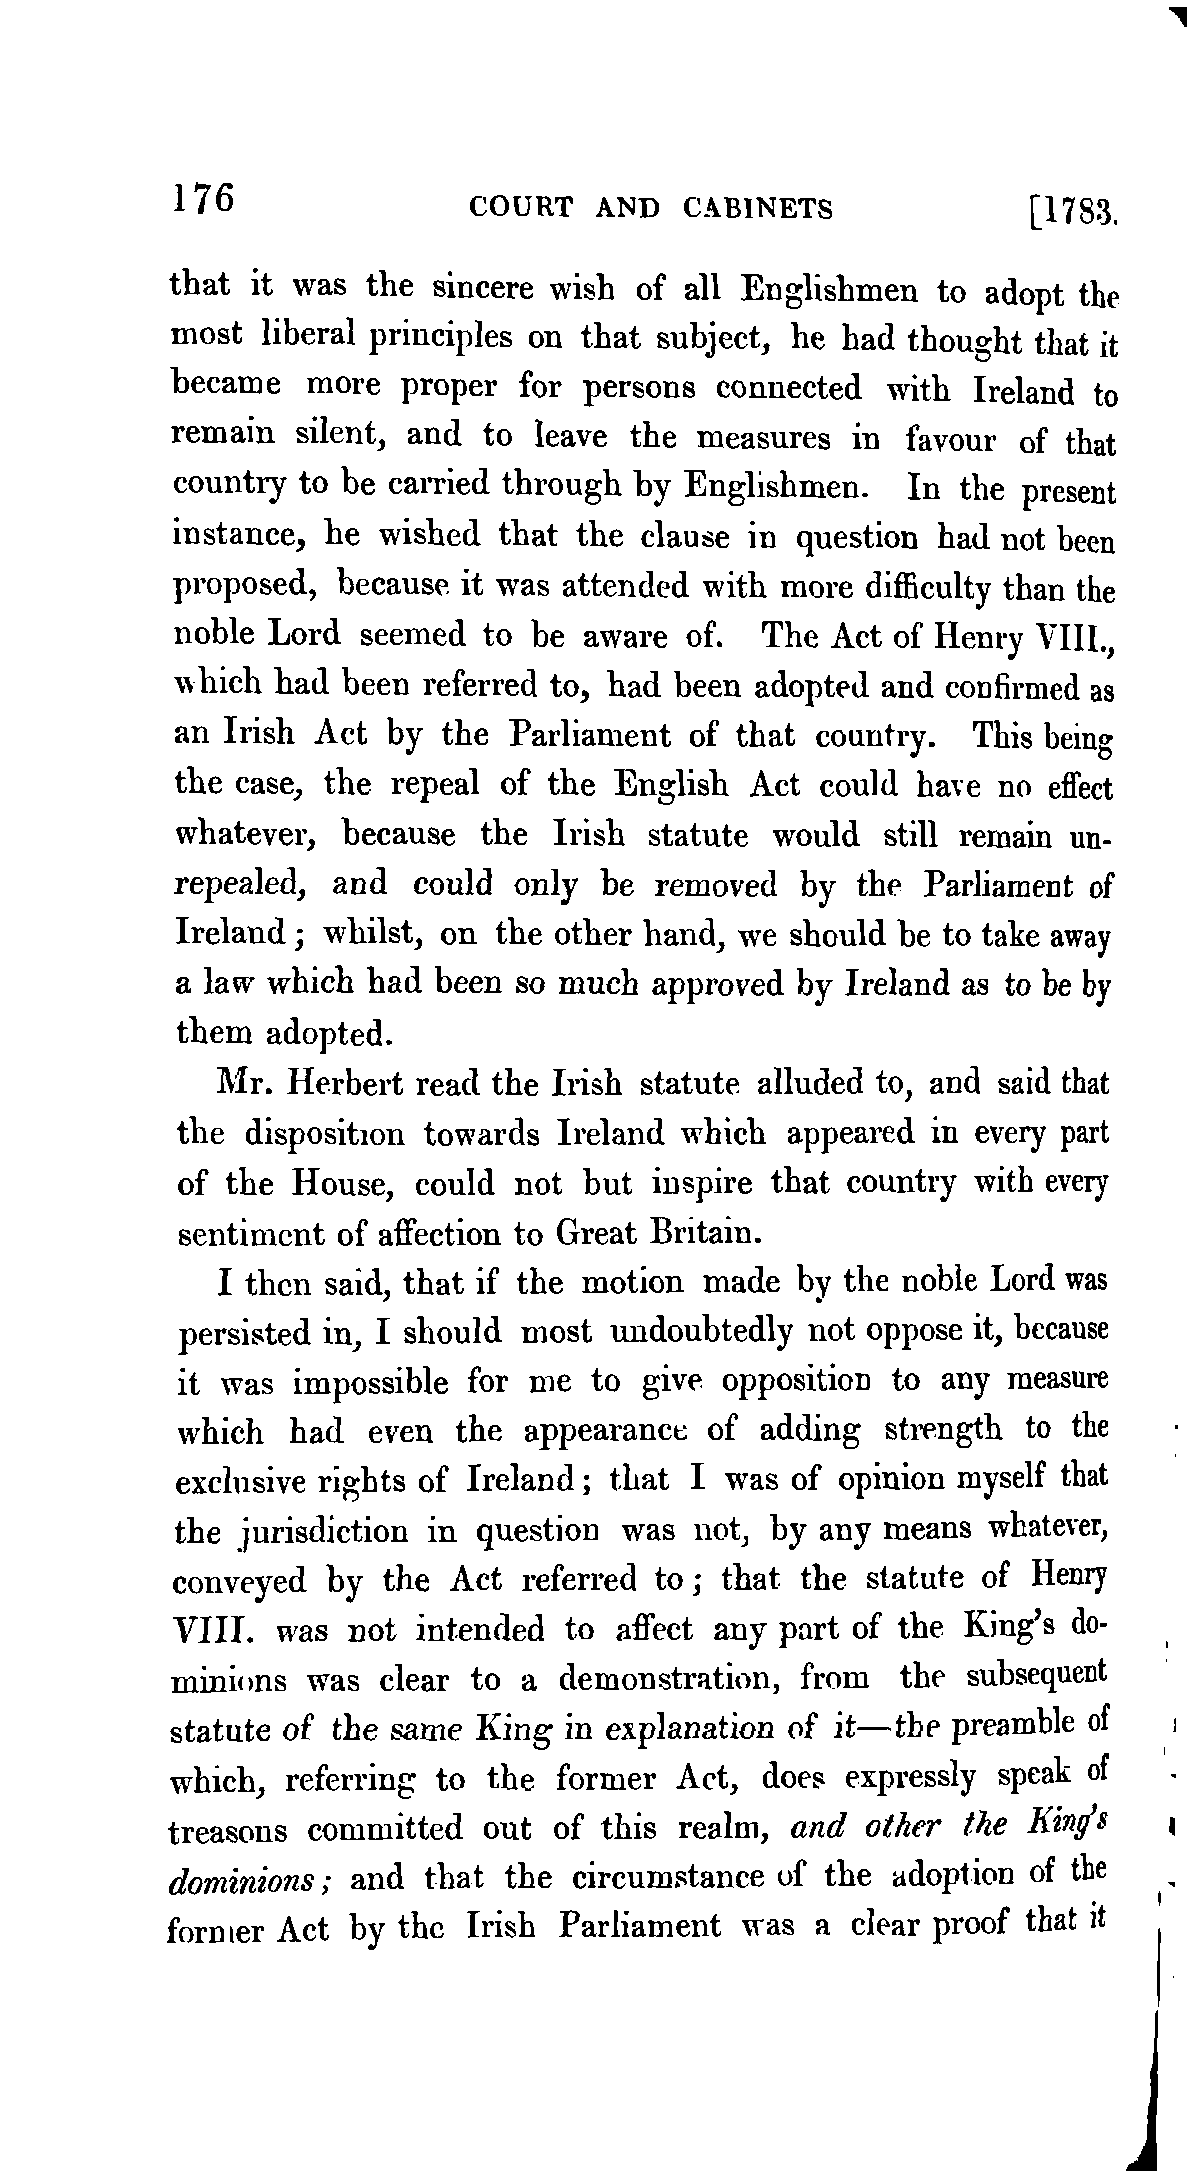 176 COURT AND CABINETS [1783.
that it was the sincere wish of all Englishmen to adopt the
most liberal principles on that subject, he had thought that it
became more proper for persons connected with Ireland to
remain silent, and to leave the measures in favour of that
country to be carried through by Englishmen. In the present
instance, he wished that the clause in question had not been
proposed, because it was attended with more difficulty than the
noble Lord seemed to be aware of. The Act of Henry VIII.,
which had been referred to, had been adopted and confirmed as
an Irish Act by the Parliament of that country. This being
the case, the repeal of the English Act could have no effect
whatever, because the Irish statute would still remain un-
repealed, and could only be removed by the Parliament of
Ireland; whilst, on the other hand, we should be to take away
a law which had been so much approved by Ireland as to be by
them adopted.
Mr. Herbert read the Irish statute alluded to, and said that
the disposition towards Ireland which appeared in every part
of the House, could not but inspire that country with every
sentiment of affection to Great Britain.
I then said, that if the motion made by the noble Lord was
persisted in, I should most undoubtedly not oppose it, because
it was impossible for me to give opposition to any measure
which had even the appearance of adding strength to the
exclusive rights of Ireland; that I was of opinion myself that
the jurisdiction in question was not, by any means whatever,
conveyed by the Act referred to; that the statute of Henry
VIII. was not intended to affect any part of the King's do-
minions was clear to a demonstration, from the subsequent
statute of the same King in explanation of it—the preamble of
which, referring to the former Act, does expressly speak of
treasons committed out of this realm, and other the King's
dominions; and that the circumstance of the adoption of the
former Act by the Irish Parliament was a clear proof that it